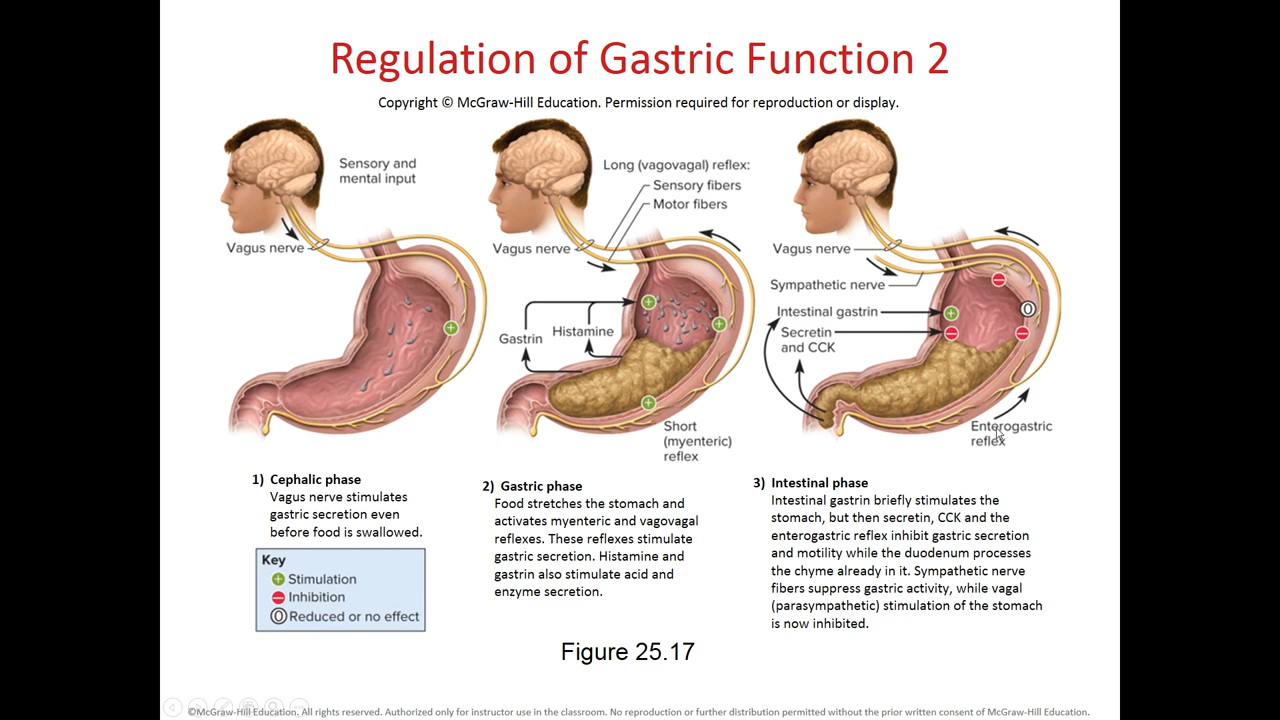 Regulation of Gastric Function 2
Copyright © McGraw-Hill Education. Permission required for reproduction or display.
Sensory and
mental input
Vagus nerve
Long (vagovagal) reflex:
Sensory fibers
Motor fibers
Vagus nerve
Gastrin
Histamine
Short
(myenteric)
reflex
Vagus nerve
Sympathetic nerve
Intestinal gastrin
Secretin
and CCK
Enterogastric
reflex
1) Cephalic phase
Vagus nerve stimulates
gastric secretion even
before food is swallowed.
Key
Stimulation
Inhibition
Reduced or no effect
2) Gastric phase
Food stretches the stomach and
activates myenteric and vagovagal
reflexes. These reflexes stimulate
gastric secretion. Histamine and
gastrin also stimulate acid and
enzyme secretion.
3) Intestinal phase
Intestinal gastrin briefly stimulates the
stomach, but then secretin, CCK and the
enterogastric reflex inhibit gastric secretion
and motility while the duodenum processes
the chyme already in it. Sympathetic nerve
fibers suppress gastric activity, while vagal
(parasympathetic) stimulation of the stomach
is now inhibited.
Figure 25.17
©McGraw-Hill Education. All rights reserved. Authorized only for instructor use in the classroom. No reproduction or further distribution permitted without the prior written consent of McGraw-Hill Education.